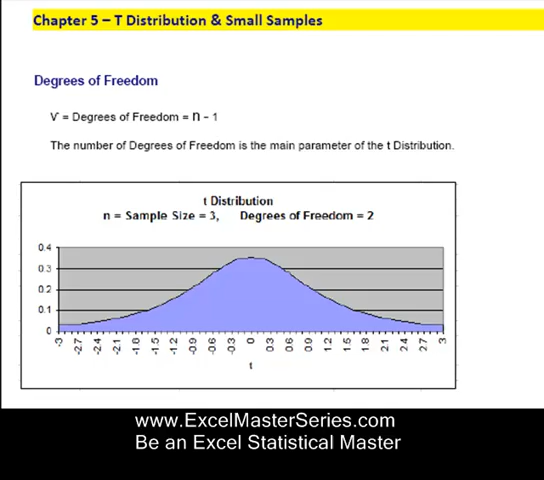 Chapter 5 – T Distribution & Small Samples
Degrees of Freedom
V = Degrees of Freedom = n - 1
The number of Degrees of Freedom is the main parameter of the t Distribution.
t Distribution
n = Sample Size = 3, Degrees of Freedom = 2
0.4
0.3
0.2
0.1
0
-3 -2.7 -2.4 -2.1 -1.8 -1.5 -1.2 -0.9 -0.6 -0.3 0 0.3 0.6 0.9 1.2 1.5 1.8 2.1 2.4 2.7 3
t
www.ExcelMasterSeries.com
Be an Excel Statistical Master